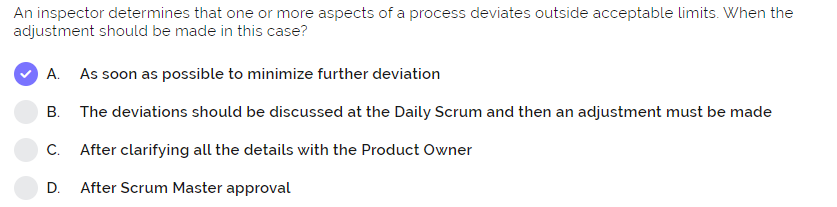 An inspector determines that one or more aspects of a process deviates outside acceptable limits. When the
adjustment should be made in this case?
A. As soon as possible to minimize further deviation
B. The deviations should be discussed at the Daily Scrum and then an adjustment must be made
C. After clarifying all the details with the Product Owner
D. After Scrum Master approval